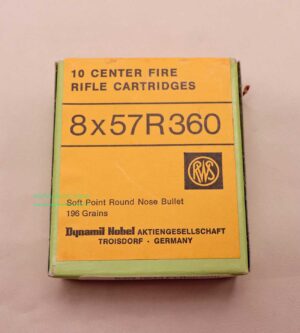 10 CENTER FIRE
RIFLE CARTRIDGES
8x57R360
RWS
Soft Point Round Nose Bullet
196 Grains
Dynamit Nobel AKTIENGESELLSCHAFT
TROISDORF · GERMANY